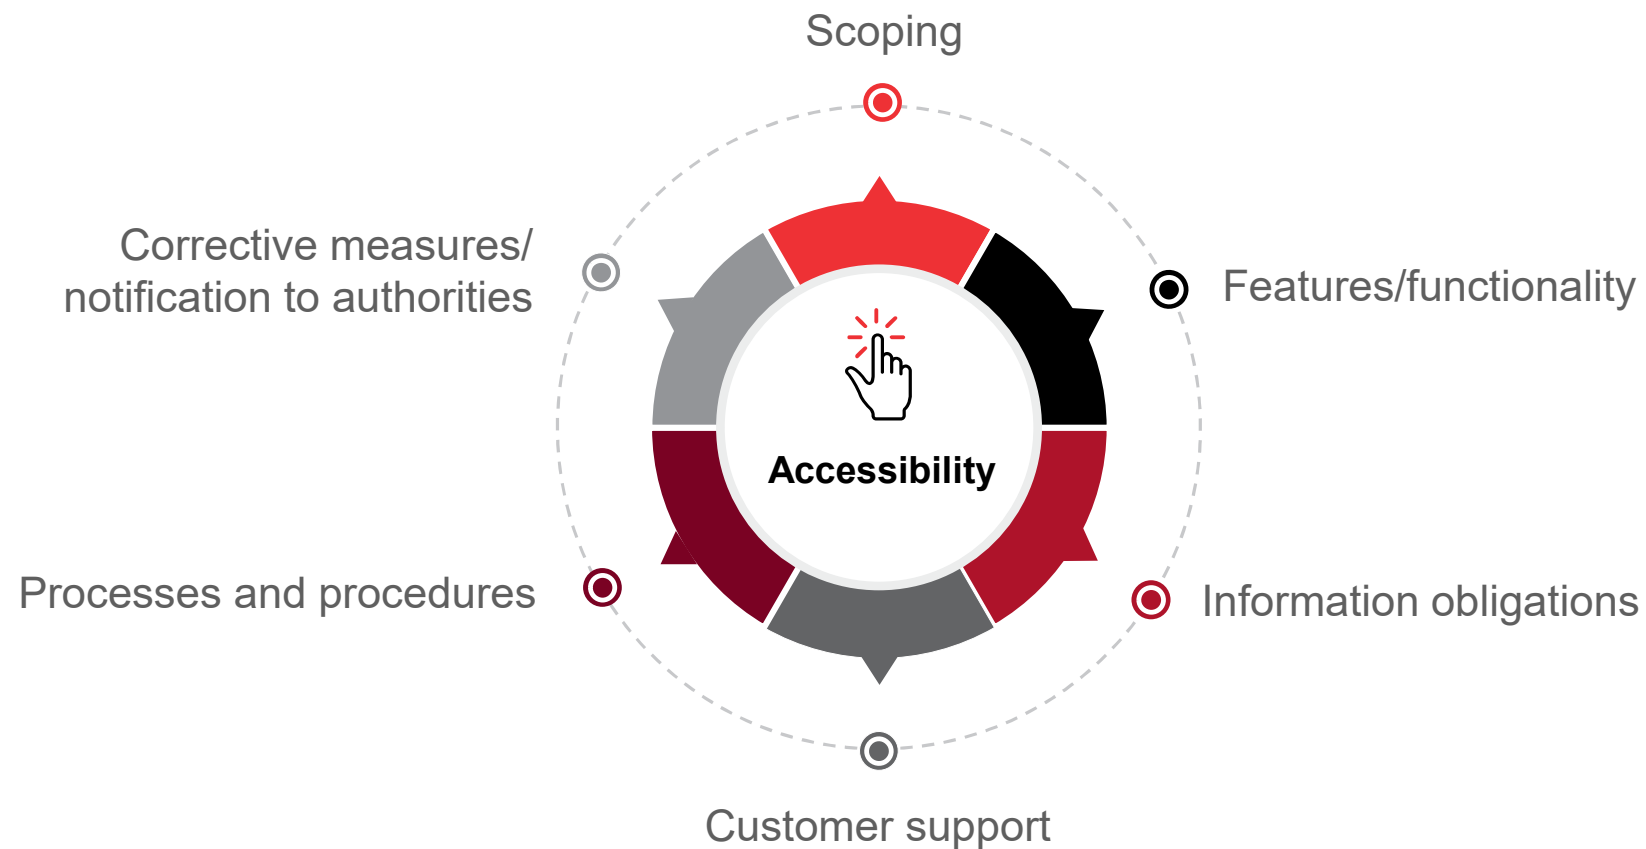 Scoping
Features/functionality
Information obligations
Customer support
Processes and procedures
Corrective measures/
notification to authorities
Accessibility